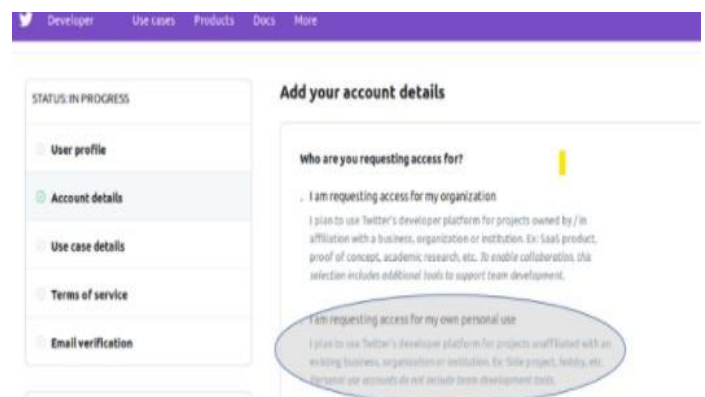 Developer Use cases Products Docs More
STATUS: IN PROGRESS
User profile
Account details
Use case details
Terms of service
Email verification
Add your account details
Who are you requesting access for?
I am requesting access for my organization
I plan to use Twitter's developer platform for projects owned by / in
affiliation with a business, organization or institution. Ex: SaaS product,
proof of concept, academic research, etc. To enable collaboration, this
selection includes additional tools to support team development.
I am requesting access for my own personal use
I plan to use Twitter's developer platform for projects unaffiliated with an
existing business, organization or institution. Ex: Side project, hobby, etc.
Personal use accounts do not include team development tools.